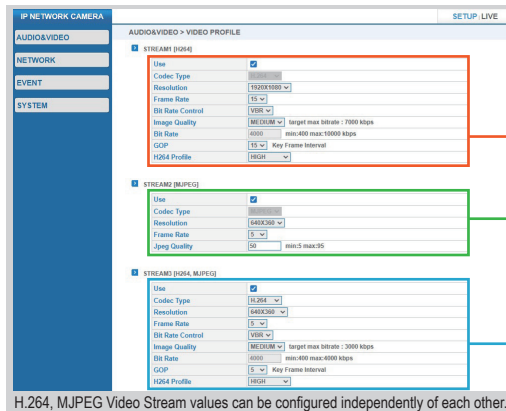 IP NETWORK CAMERA
SETUP | LIVE
AUDIO&VIDEO
NETWORK
EVENT
SYSTEM
AUDIO&VIDEO > VIDEO PROFILE
STREAM1 [H264]
Use
Codec Type H.264
Resolution 1920X1080
Frame Rate 15
Bit Rate Control VBR
Image Quality MEDIUM target max bitrate : 7000 kbps
Bit Rate 4000 min:400 max:10000 kbps
GOP 15 Key Frame Interval
H264 Profile HIGH
STREAM2 [MJPEG]
Use
Codec Type MJPEG
Resolution 640X360
Frame Rate 5
Jpeg Quality 50 min:5 max:95
STREAM3 [H264, MJPEG]
Use
Codec Type H.264
Resolution 640X360
Frame Rate 5
Bit Rate Control VBR
Image Quality MEDIUM target max bitrate : 3000 kbps
Bit Rate 4000 min:400 max:4000 kbps
GOP 5 Key Frame Interval
H264 Profile HIGH
H.264, MJPEG Video Stream values can be configured independently of each other.